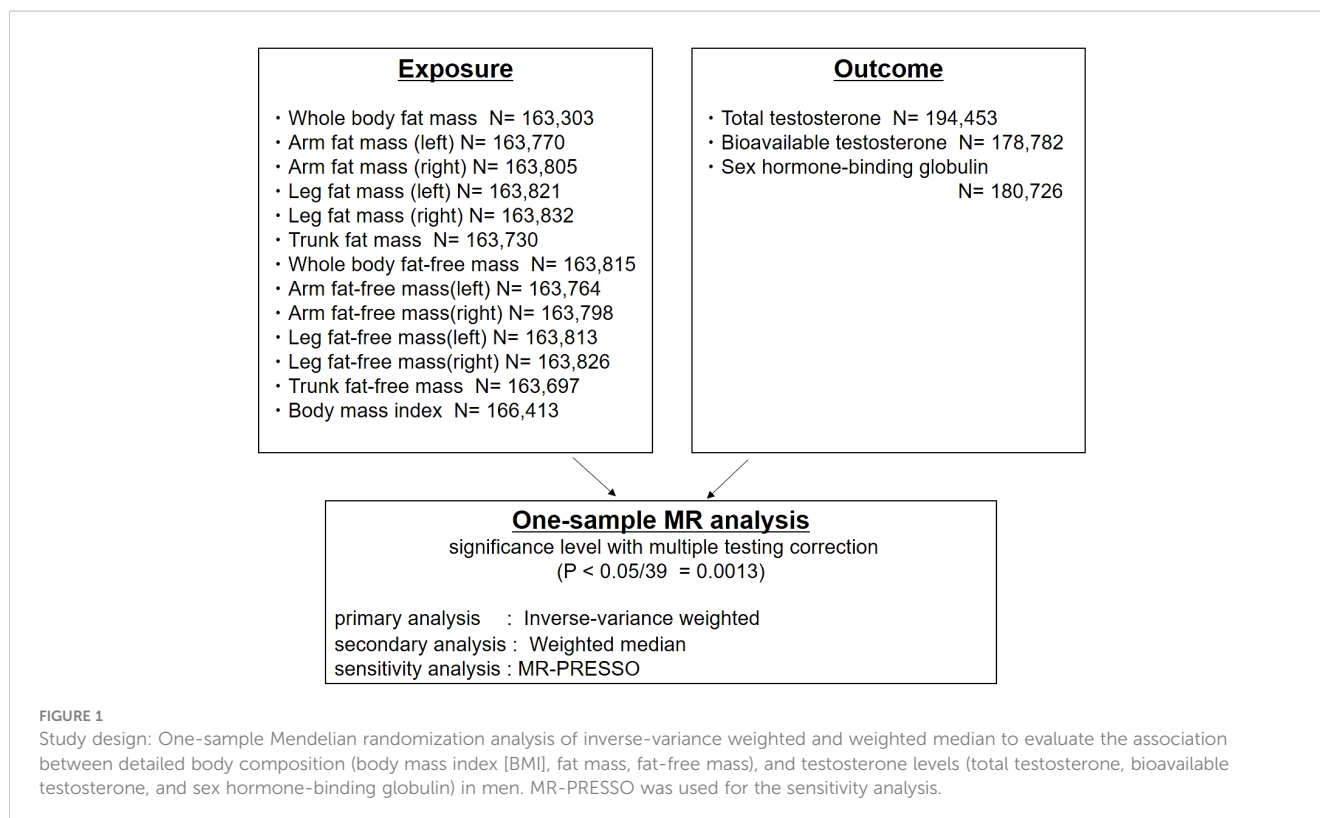 Exposure
・Whole body fat mass N= 163,303
・Arm fat mass (left) N= 163,770
・Arm fat mass (right) N= 163,805
・Leg fat mass (left) N= 163,821
・Leg fat mass (right) N= 163,832
・Trunk fat mass N= 163,730
・Whole body fat-free mass N= 163,815
・Arm fat-free mass(left) N= 163,764
・Arm fat-free mass(right) N= 163,798
・Leg fat-free mass(left) N= 163,813
・Leg fat-free mass(right) N= 163,826
・Trunk fat-free mass N= 163,697
・Body mass index N= 166,413
Outcome
・Total testosterone N= 194,453
・Bioavailable testosterone N= 178,782
・Sex hormone-binding globulin
N= 180,726
One-sample MR analysis
significance level with multiple testing correction
(P < 0.05/39 = 0.0013)
primary analysis : Inverse-variance weighted
secondary analysis : Weighted median
sensitivity analysis : MR-PRESSO
FIGURE 1
Study design: One-sample Mendelian randomization analysis of inverse-variance weighted and weighted median to evaluate the association
between detailed body composition (body mass index [BMI], fat mass, fat-free mass), and testosterone levels (total testosterone, bioavailable
testosterone, and sex hormone-binding globulin) in men. MR-PRESSO was used for the sensitivity analysis.